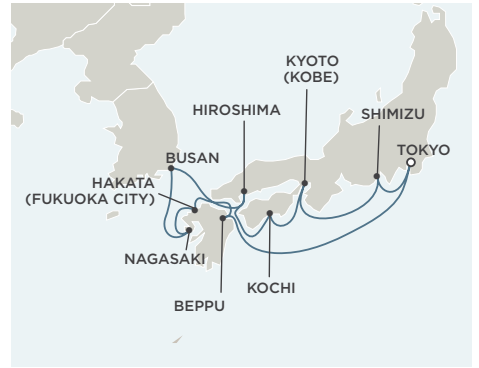 KYOTO
(KOBE)
HIROSHIMA
SHIMIZU
TOKYO
BUSAN
HAKATA
(FUKUOKA CITY)
NAGASAKI
KOCHI
BEPPU